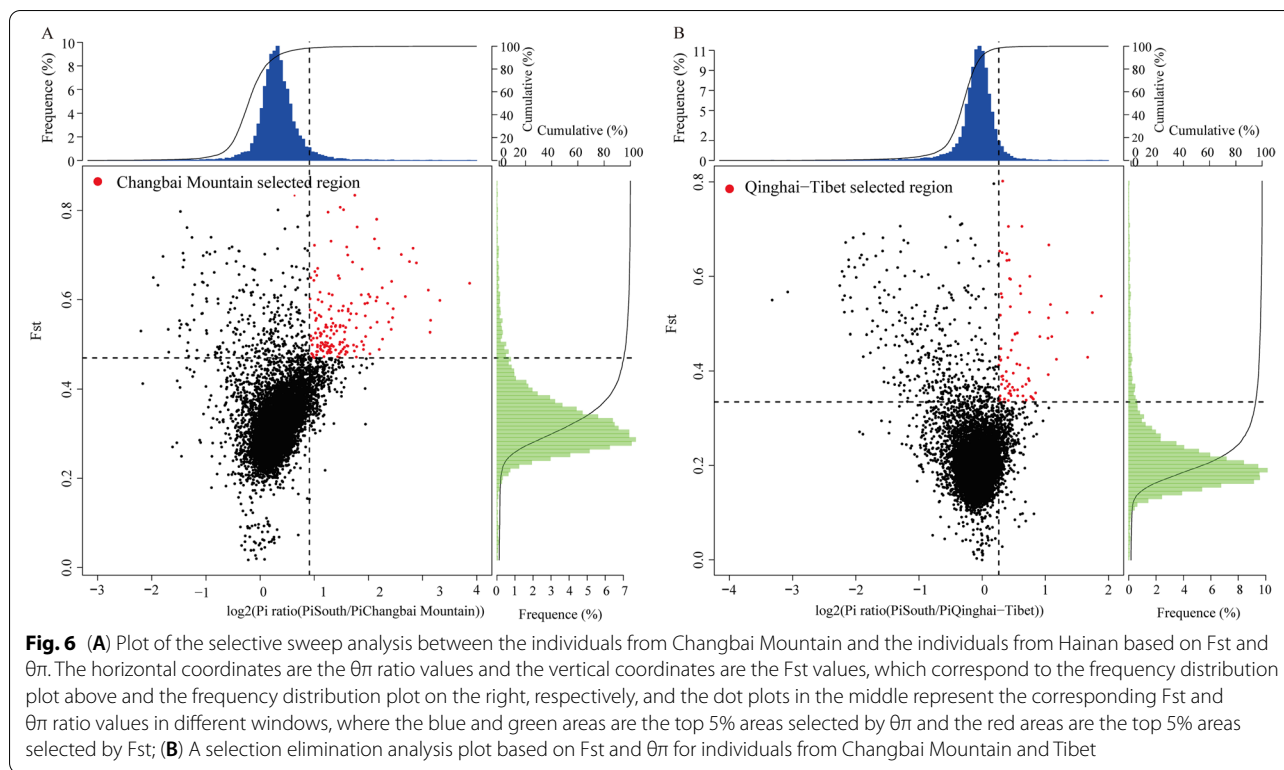 A
Frequence (%)
10
8
6
4
2
0
100
80
60
40
20
0
Cumulative (%)
Cumulative (%)
0 20 40 60 80 100
Changbai Mountain selected region
Fst
0.8
0.6
0.4
0.2
0.0
−3 −2 −1 0 1 2 3 4
log2(Pi ratio(PiSouth/PiChangbai Mountain))
0 1 2 3 4 5 6 7
Frequence (%)
B
Frequence (%)
11
9
7
5
2
0
100
80
60
40
20
0
Cumulative (%)
Cumulative (%)
0 20 40 60 80 100
Qinghai−Tibet selected region
Fst
0.8
0.6
0.4
0.2
0.0
−4 −3 −2 −1 0 1 2
log2(Pi ratio(PiSouth/PiQinghai−Tibet))
0 2 4 6 8 10
Frequence (%)
Fig. 6 (A) Plot of the selective sweep analysis between the individuals from Changbai Mountain and the individuals from Hainan based on Fst and
θπ. The horizontal coordinates are the θπ ratio values and the vertical coordinates are the Fst values, which correspond to the frequency distribution
plot above and the frequency distribution plot on the right, respectively, and the dot plots in the middle represent the corresponding Fst and
θπ ratio values in different windows, where the blue and green areas are the top 5% areas selected by θπ and the red areas are the top 5% areas
selected by Fst; (B) A selection elimination analysis plot based on Fst and θπ for individuals from Changbai Mountain and Tibet